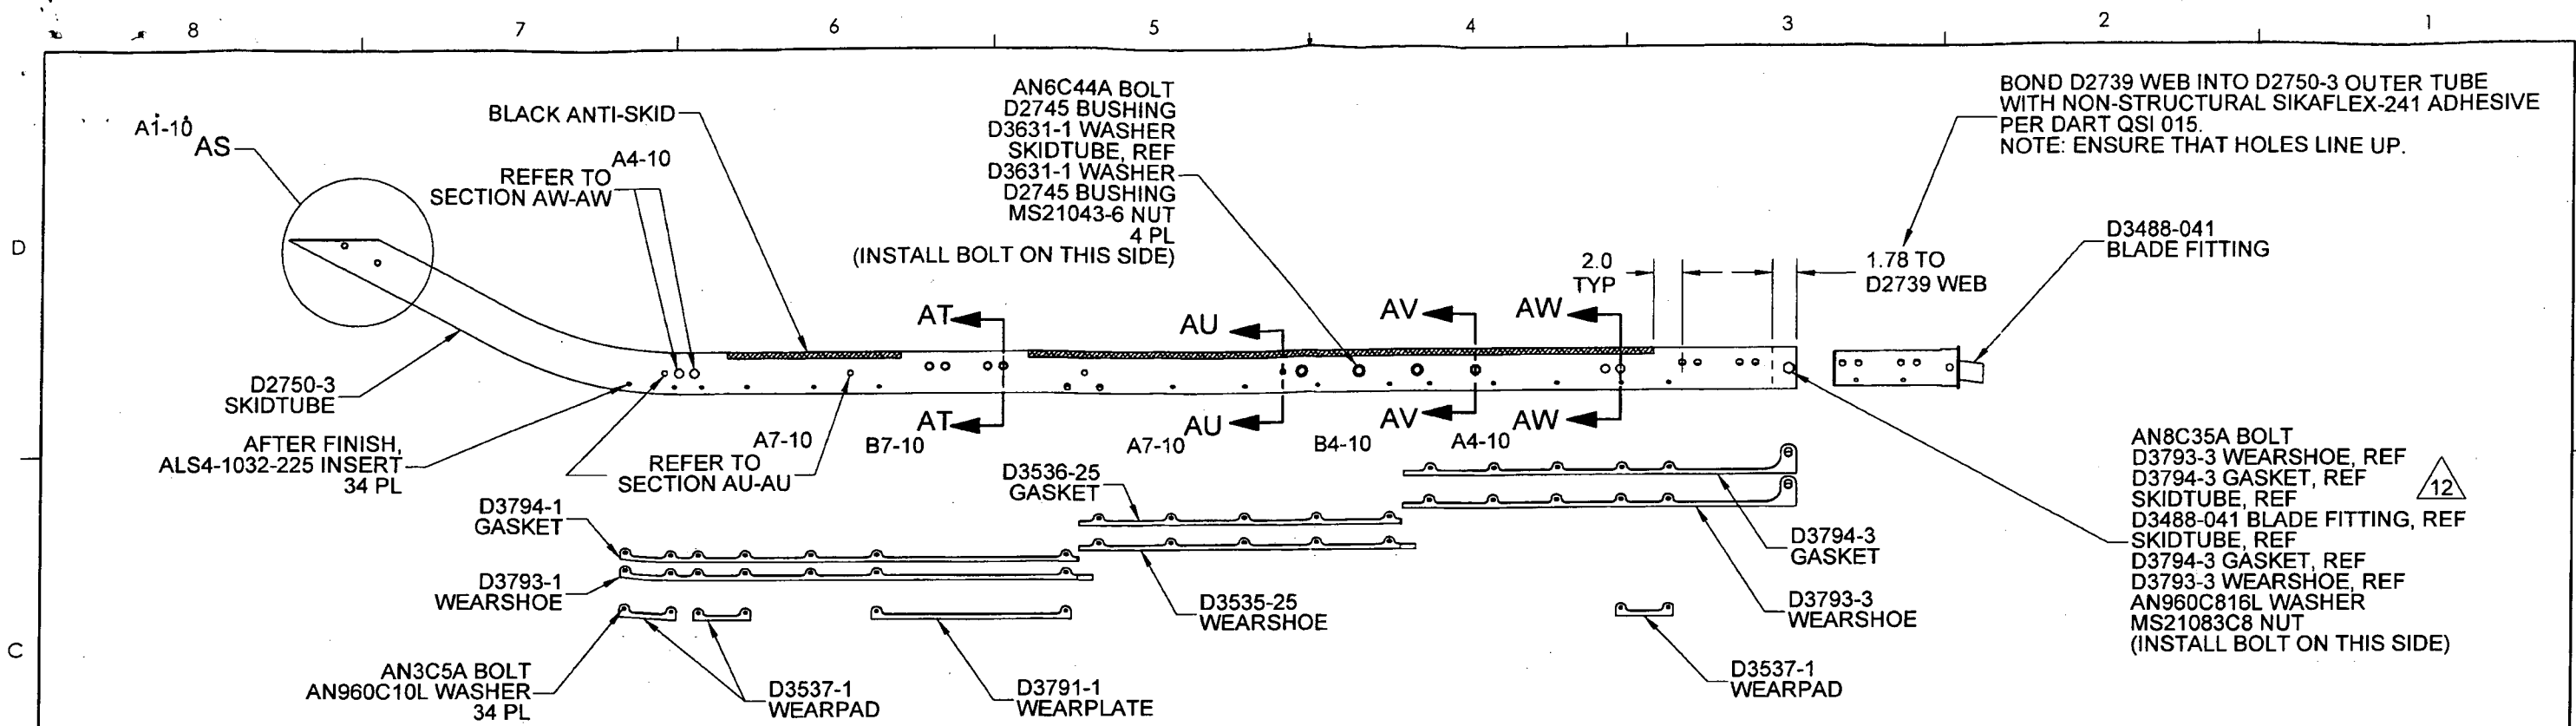 8 7 6 5 4 3 2 1
D
C
A1-10
AS
BLACK ANTI-SKID
A4-10
REFER TO
SECTION AW-AW
AN6C44A BOLT
D2745 BUSHING
D3631-1 WASHER
SKIDTUBE, REF
D3631-1 WASHER
D2745 BUSHING
MS21043-6 NUT
4 PL
(INSTALL BOLT ON THIS SIDE)
BOND D2739 WEB INTO D2750-3 OUTER TUBE
WITH NON-STRUCTURAL SIKAFLEX-241 ADHESIVE
PER DART QSI 015.
NOTE: ENSURE THAT HOLES LINE UP.
2.0
TYP
1.78 TO
D2739 WEB
D3488-041
BLADE FITTING
AT
AU
AV
AW
D2750-3
SKIDTUBE
AT
AU
AV
AW
AFTER FINISH,
ALS4-1032-225 INSERT
34 PL
A7-10
REFER TO
SECTION AU-AU
B7-10
A7-10
B4-10
A4-10
D3794-1
GASKET
D3793-1
WEARSHOE
AN3C5A BOLT
AN960C10L WASHER
34 PL
D3537-1
WEARPAD
D3791-1
WEARPLATE
D3536-25
GASKET
D3535-25
WEARSHOE
D3794-3
GASKET
D3793-3
WEARSHOE
D3537-1
WEARPAD
AN8C35A BOLT
D3793-3 WEARSHOE, REF
D3794-3 GASKET, REF
SKIDTUBE, REF
D3488-041 BLADE FITTING, REF
SKIDTUBE, REF
D3794-3 GASKET, REF
D3793-3 WEARSHOE, REF
AN960C816L WASHER
MS21083C8 NUT
(INSTALL BOLT ON THIS SIDE)
12